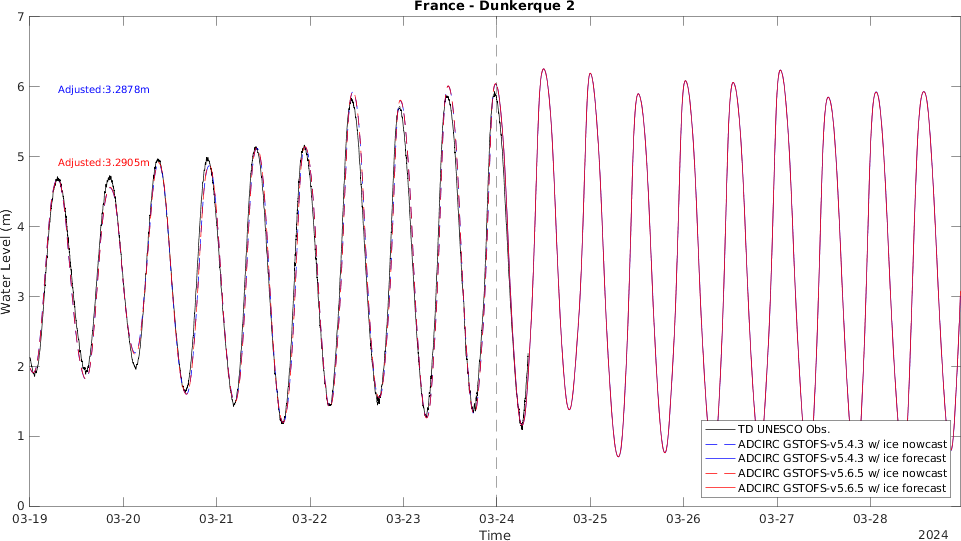 France - Dunkerque 2
7
6
5
4
3
2
1
0
Water Level (m)
Adjusted:3.2878m
Adjusted:3.2905m
TD UNESCO Obs.
ADCIRC GSTOFS-v5.4.3 w/ ice nowcast
ADCIRC GSTOFS-v5.4.3 w/ ice forecast
ADCIRC GSTOFS-v5.6.5 w/ ice nowcast
ADCIRC GSTOFS-v5.6.5 w/ ice forecast
03-19 03-20 03-21 03-22 03-23 03-24 03-25 03-26 03-27 03-28
Time
2024